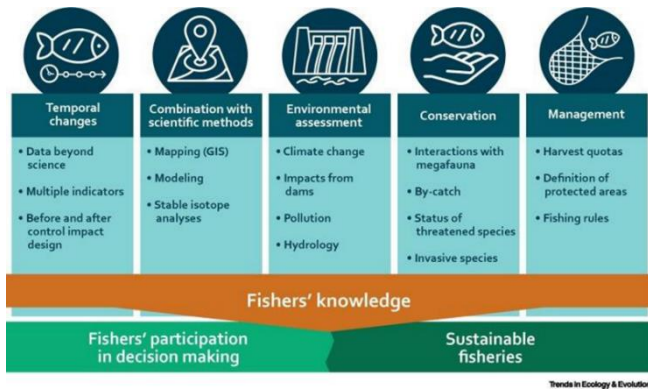 Temporal
changes
• Data beyond
science
• Multiple indicators
• Before and after
control impact
design
Combination with
scientific methods
• Mapping (GIS)
• Modeling
• Stable isotope
analyses
Environmental
assessment
• Climate change
• Impacts from
dams
• Pollution
• Hydrology
Conservation
• Interactions with
megafauna
• By-catch
• Status of
threatened species
• Invasive species
Management
• Harvest quotas
• Definition of
protected areas
• Fishing rules
Fishers' knowledge
Fishers' participation
in decision making
Sustainable
fisheries
Trends in Ecology & Evolution